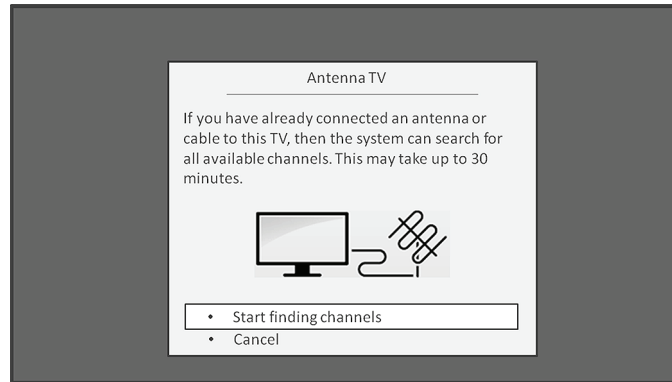 Antenna TV
If you have already connected an antenna or
cable to this TV, then the system can search for
all available channels. This may take up to 30
minutes.
• Start finding channels
• Cancel